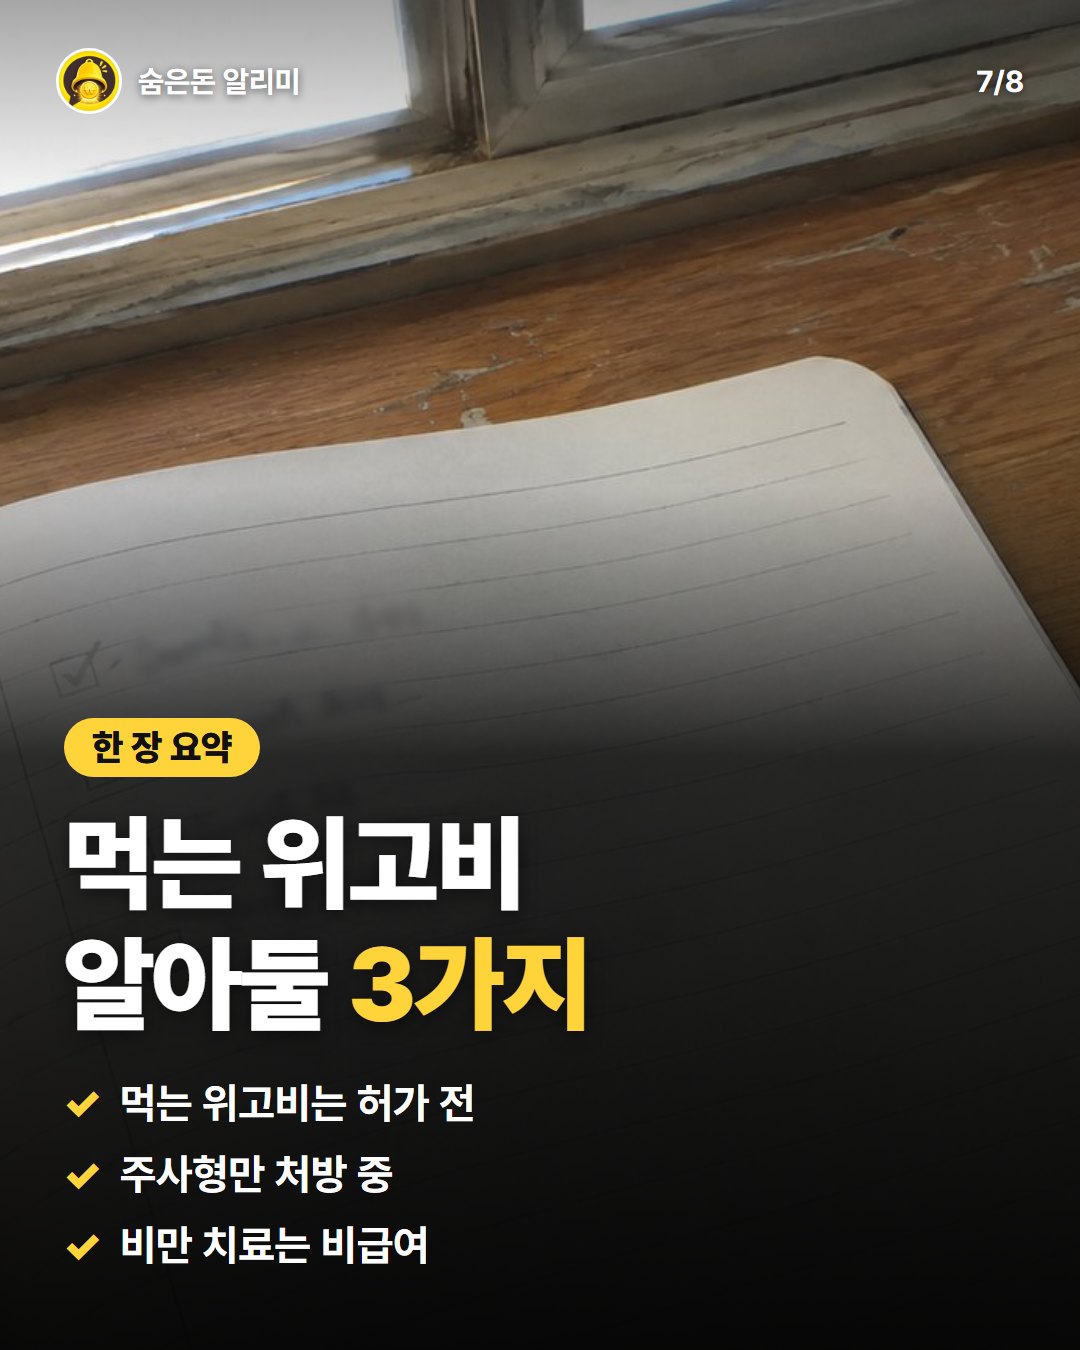 숨은돈 알리미
7/8
한 장 요약
먹는 위고비
알아둘 3가지
먹는 위고비는 허가 전
주사형만 처방 중
비만 치료는 비급여